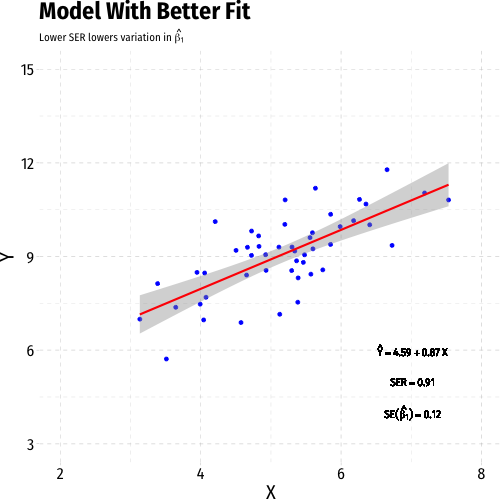 Model With Better Fit
Lower SER lowers variation in β̂₁
15
12
9
6
3
Y
Ŷ = 4.59 + 0.87 X
SER = 0.91
SE(β̂₁) = 0.12
2 4 6 8
X